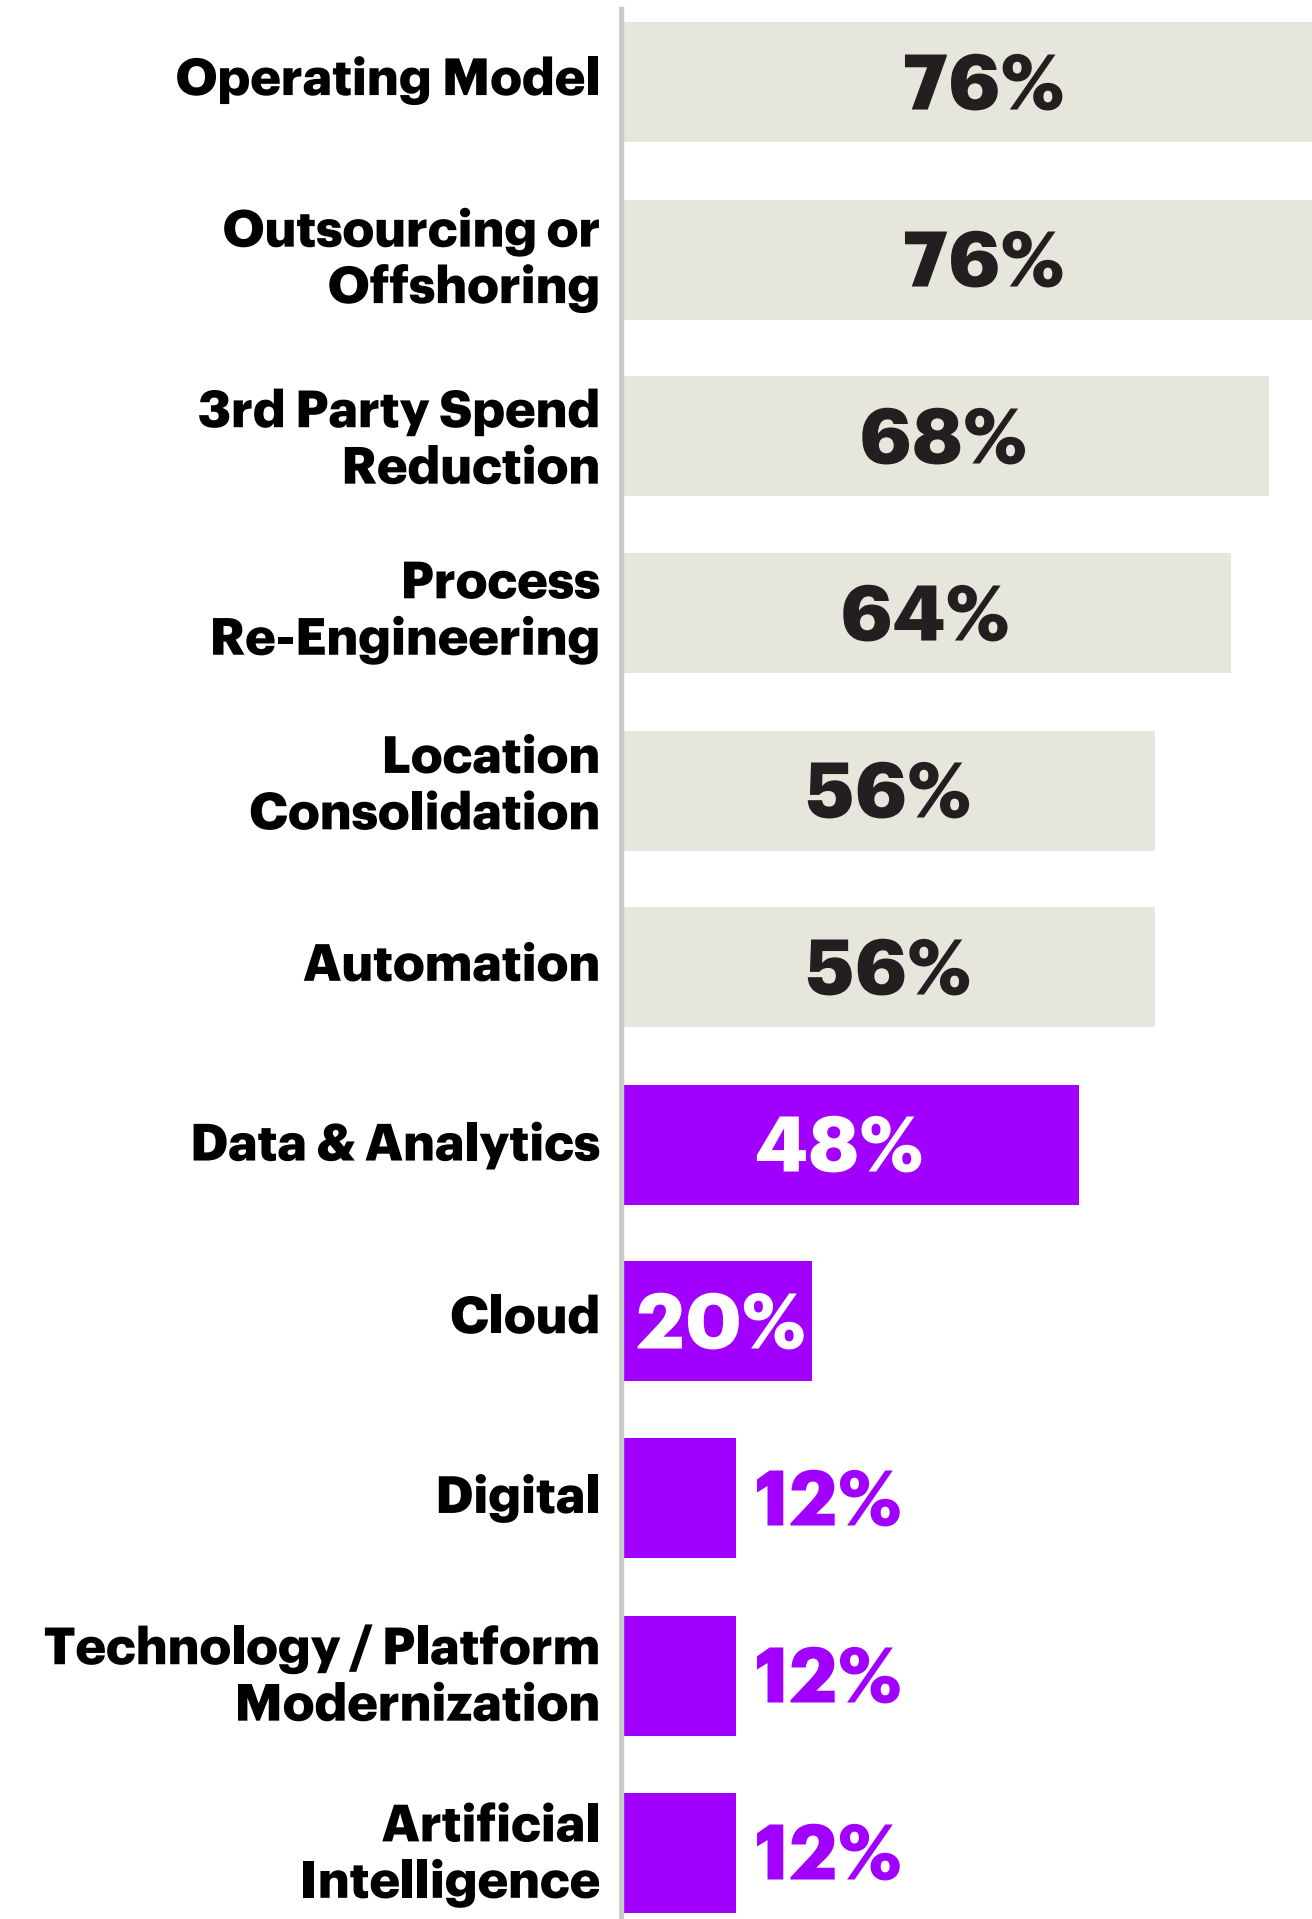 Operating Model
76%
Outsourcing or
Offshoring
76%
3rd Party Spend
Reduction
68%
Process
Re-Engineering
64%
Location
Consolidation
56%
Automation
56%
Data & Analytics
48%
Cloud
20%
Digital
12%
Technology / Platform
Modernization
12%
Artificial
Intelligence
12%